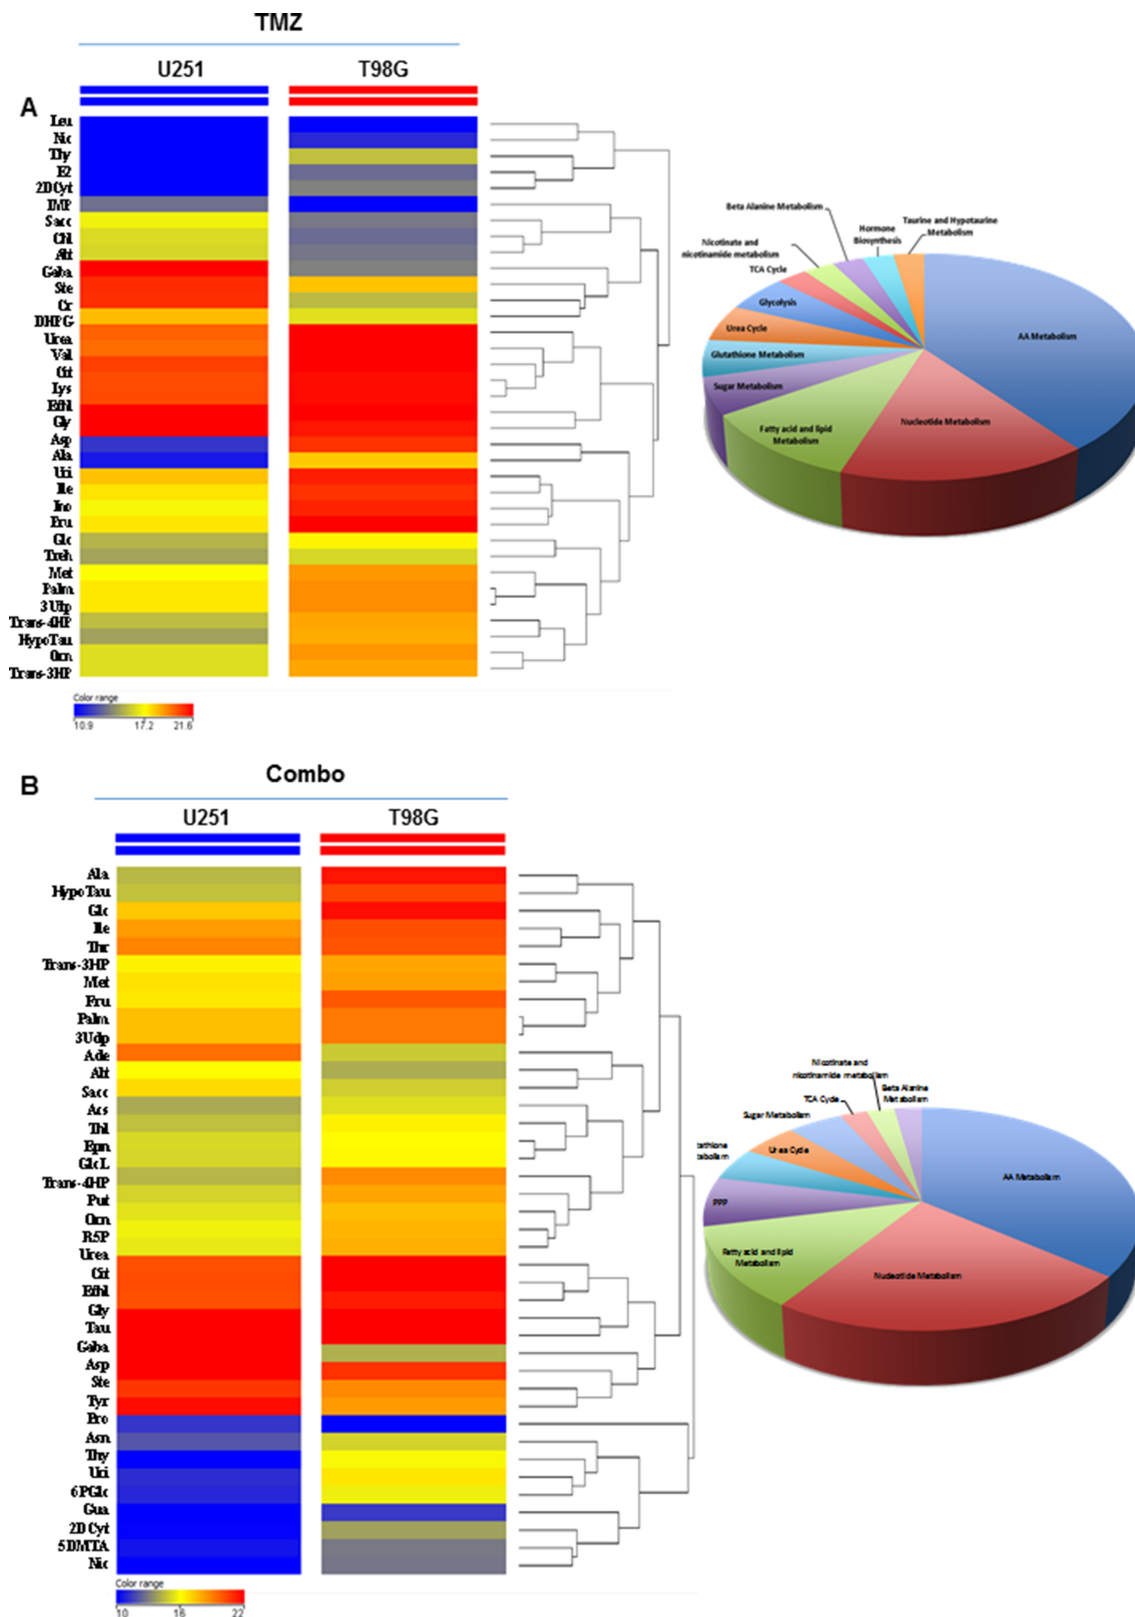 TMZ
U251
T98G
A
Leu
Nic
Thy
E2
2DCyt
IMP
Sacc
Chl
Alt
Gaba
Ste
Cr
DHPG
Urea
Val
Cit
Lys
Gly
Asp
Ala
Uri
Ile
Ino
Fru
Glc
Treh
Met
Palm
3Udp
Trans-4HP
HypoTau
Orn
Trans-3HP
Color range
10.9
17.2
21.6
Beta Alanine Metabolism
Hormone
Biosynthesis
Taurine and Hypotaurine
Metabolism
Nicotinate and
nicotinamide metabolism
TCA Cycle
Glycolysis
Urea Cycle
Glutathione Metabolism
Sugar Metabolism
Fatty acid and lipid
Metabolism
Nucleotide Metabolism
AA Metabolism
B
Combo
U251
T98G
Ala
HypoTau
Glc
Ile
Thr
Trans-3HP
Met
Fru
Palm
3Udp
Ade
Alt
Sacc
Acs
Thl
Epn
GlcL
Trans-4HP
Put
Orn
R5P
Urea
Cit
Gly
Tau
Gaba
Asp
Ste
Tyr
Pro
Asn
Thy
Uri
6PGlc
Gua
2DCyt
5DMTA
Nic
Color range
10
16
22
Nicotinate and
nicotinamide metabolism
Beta Alanine
Metabolism
TCA Cycle
Sugar Metabolism
Urea Cycle
tathione
tabolism
PPP
Fatty acid and lipid
Metabolism
Nucleotide Metabolism
AA Metabolism